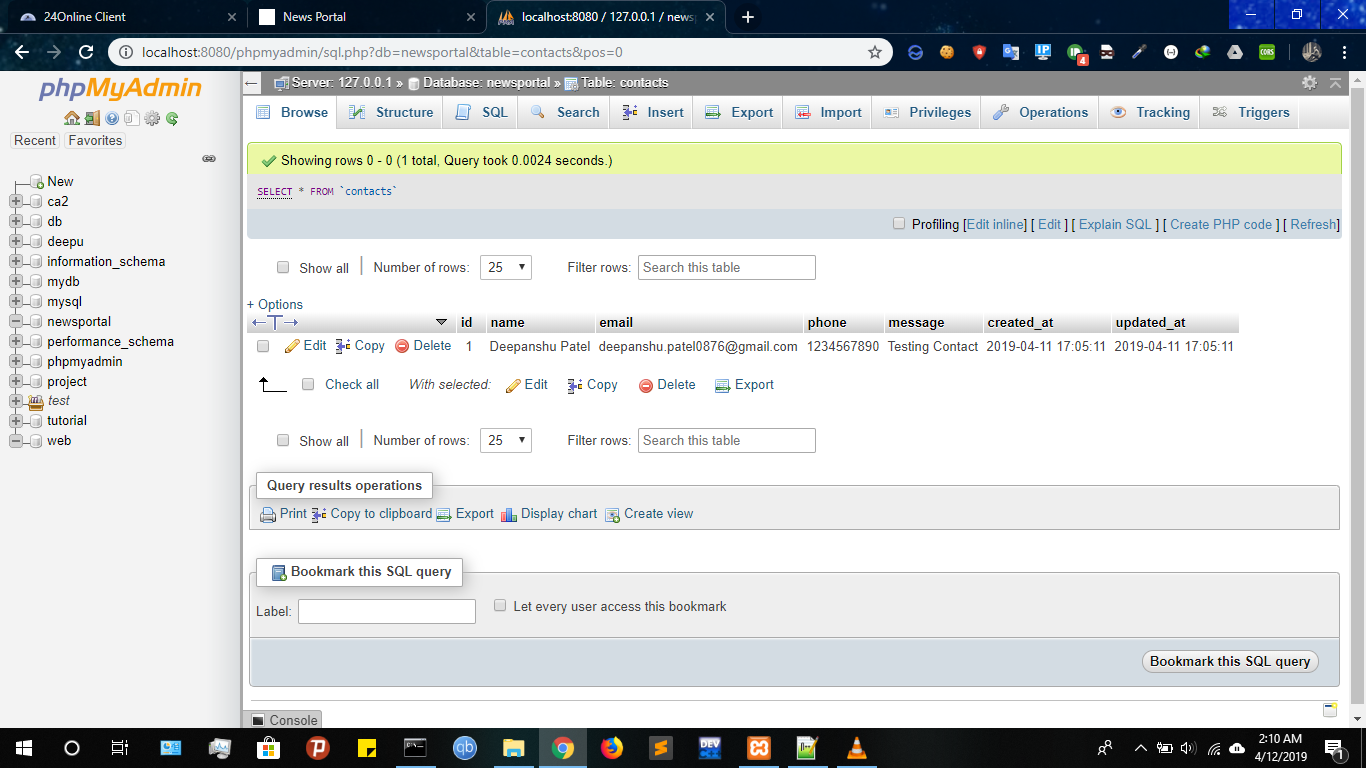 24Online Client
News Portal
localhost:8080 / 127.0.0.1 / news
localhost:8080/phpmyadmin/sql.php?db=newsportal&table=contacts&pos=0
phpMyAdmin
Recent Favorites
New
ca2
db
deepu
information_schema
mydb
mysql
newsportal
performance_schema
phpmyadmin
project
test
tutorial
web
Server: 127.0.0.1 » Database: newsportal » Table: contacts
Browse Structure SQL Search Insert Export Import Privileges Operations Tracking Triggers
Showing rows 0 - 0 (1 total, Query took 0.0024 seconds.)
SELECT * FROM `contacts`
Profiling [Edit inline] [ Edit ] [ Explain SQL ] [ Create PHP code ] [ Refresh]
Show all | Number of rows: 25 Filter rows: Search this table
+ Options
←T→ id name email phone message created_at updated_at
Edit Copy Delete 1 Deepanshu Patel deepanshu.patel0876@gmail.com 1234567890 Testing Contact 2019-04-11 17:05:11 2019-04-11 17:05:11
Check all With selected: Edit Copy Delete Export
Show all | Number of rows: 25 Filter rows: Search this table
Query results operations
Print Copy to clipboard Export Display chart Create view
Bookmark this SQL query
Label: Let every user access this bookmark
Bookmark this SQL query
Console
2:10 AM
4/12/2019